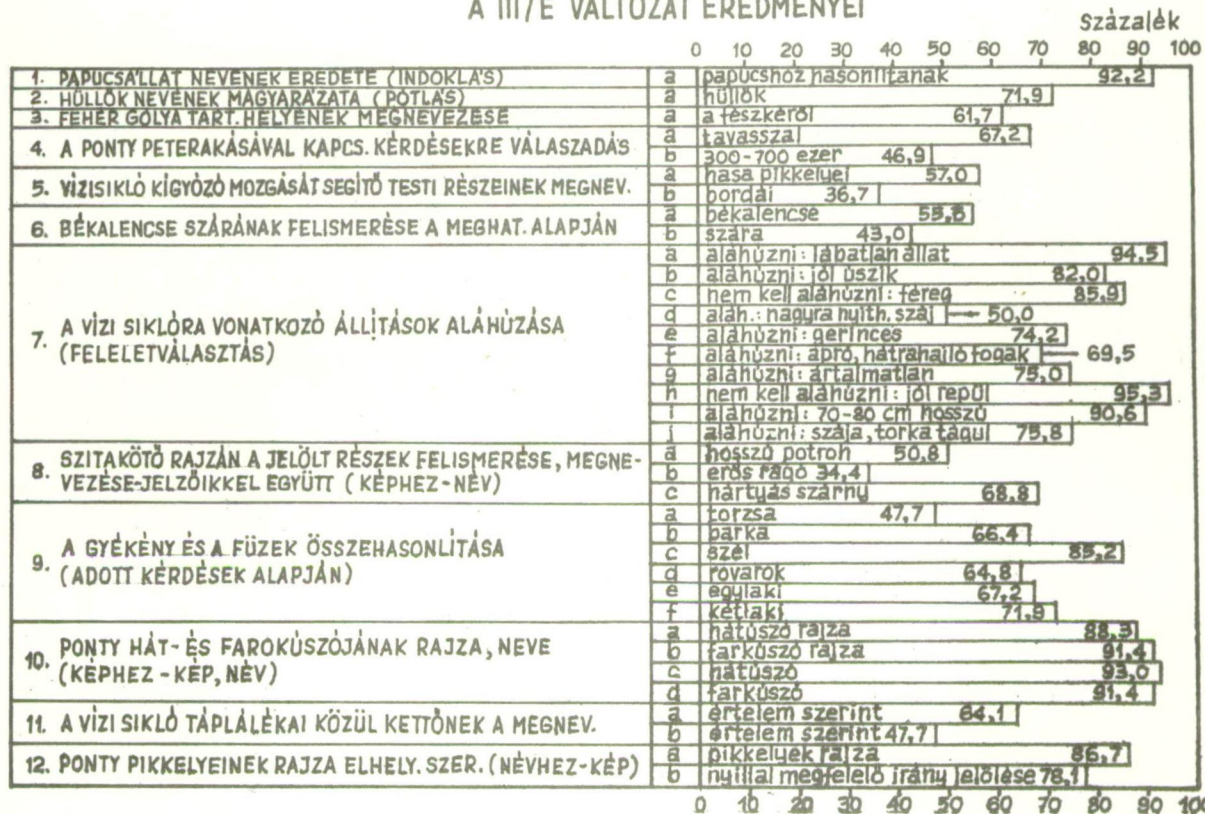 A III/E VÁLTOZAT EREDMÉNYEI
Százalék
0 10 20 30 40 50 60 70 80 90 100
1. PAPUCSÁLLAT NEVÉNEK EREDETE (INDOKLÁS) a papucshoz hasonlítanak 92,2
2. HÜLLŐK NEVÉNEK MAGYARÁZATA (PÓTLÁS) a hüllők 71,9
3. FEHÉR GÓLYA TART. HELYÉNEK MEGNEVEZÉSE a a fészkéről 61,7
4. A PONTY PETERAKÁSÁVAL KAPCS. KÉRDÉSEKRE VÁLASZADÁS a tavasszal 67,2
b 300-700 ezer 46,9
5. VÍZISIKLÓ KÍGYÓZÓ MOZGÁSÁT SEGÍTŐ TESTI RÉSZEINEK MEGNEV. a hasa pikkelyei 57,0
b bordái 36,7
6. BÉKALENCSE SZÁRÁNAK FELISMERÉSE A MEGHAT. ALAPJÁN a békalencse
b szára 43,0
7. A VÍZI SIKLÓRA VONATKOZÓ ÁLLÍTÁSOK ALÁHÚZÁSA
(FELELETVÁLASZTÁS)
a aláhúzni: lábatlan állat 94,5
b aláhúzni: jól úszik 82,0
c nem kell aláhúzni: féreg 85,9
d aláh.: nagyra nyith. száj 50,0
e aláhúzni: gerinces 74,2
f aláhúzni: apró, hátrahajló fogak 69,5
g aláhúzni: ártalmatlan 75,0
h nem kell aláhúzni: jól repül 95,3
i aláhúzni: 70-80 cm hosszú 90,6
j aláhúzni: szája, torka tágul 75,8
8. SZITAKÖTŐ RAJZÁN A JELÖLT RÉSZEK FELISMERÉSE, MEGNE-
VEZÉSE-JELZŐIKKEL EGYÜTT (KÉPHEZ-NÉV)
a hosszú potroh 50,8
b erős rágó 34,4
c hártyás szárny 68,8
9. A GYÉKÉNY ÉS A FÜZEK ÖSSZEHASONLÍTÁSA
(ADOTT KÉRDÉSEK ALAPJÁN)
a torzsa 47,7
b barka 66,4
c szél 85,2
d rovarok 64,8
e egylaki 67,2
f kétlaki 71,9
10. PONTY HÁT- ÉS FAROKÚSZÓJÁNAK RAJZA, NEVE
(KÉPHEZ - KÉP, NÉV)
a hátúszó rajza 88,3
b farkúszó rajza 91,4
c hátúszó 93,0
d farkúszó 91,4
11. A VÍZI SIKLÓ TÁPLÁLÉKAI KÖZÜL KETTŐNEK A MEGNEV. a értelem szerint 64,1
b értelem szerint 47,7
12. PONTY PIKKELYEINEK RAJZA ELHELY. SZER. (NÉVHEZ-KÉP) a pikkelyek rajza 86,7
b nyíllal megfelelő irány jelölése 78,1
0 10 20 30 40 50 60 70 80 90 100